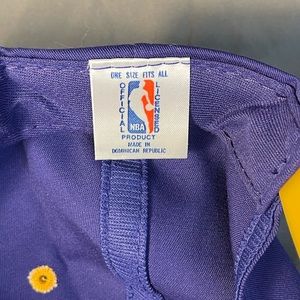 ONE SIZE FITS ALL
OFFICIAL
LICENSED
NBA
PRODUCT
MADE IN
DOMINICAN REPUBLIC